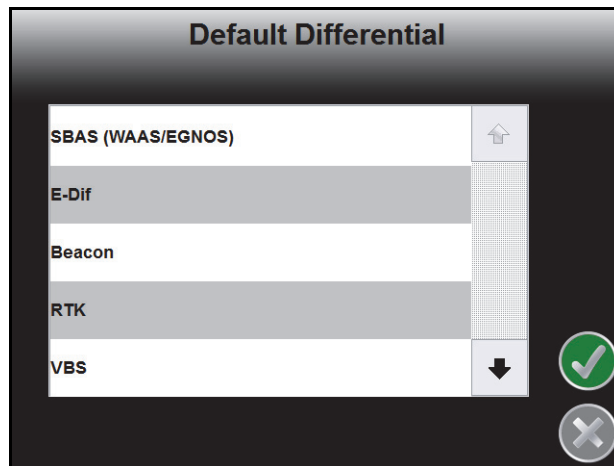 Default Differential
SBAS (WAAS/EGNOS)
E-Dif
Beacon
RTK
VBS